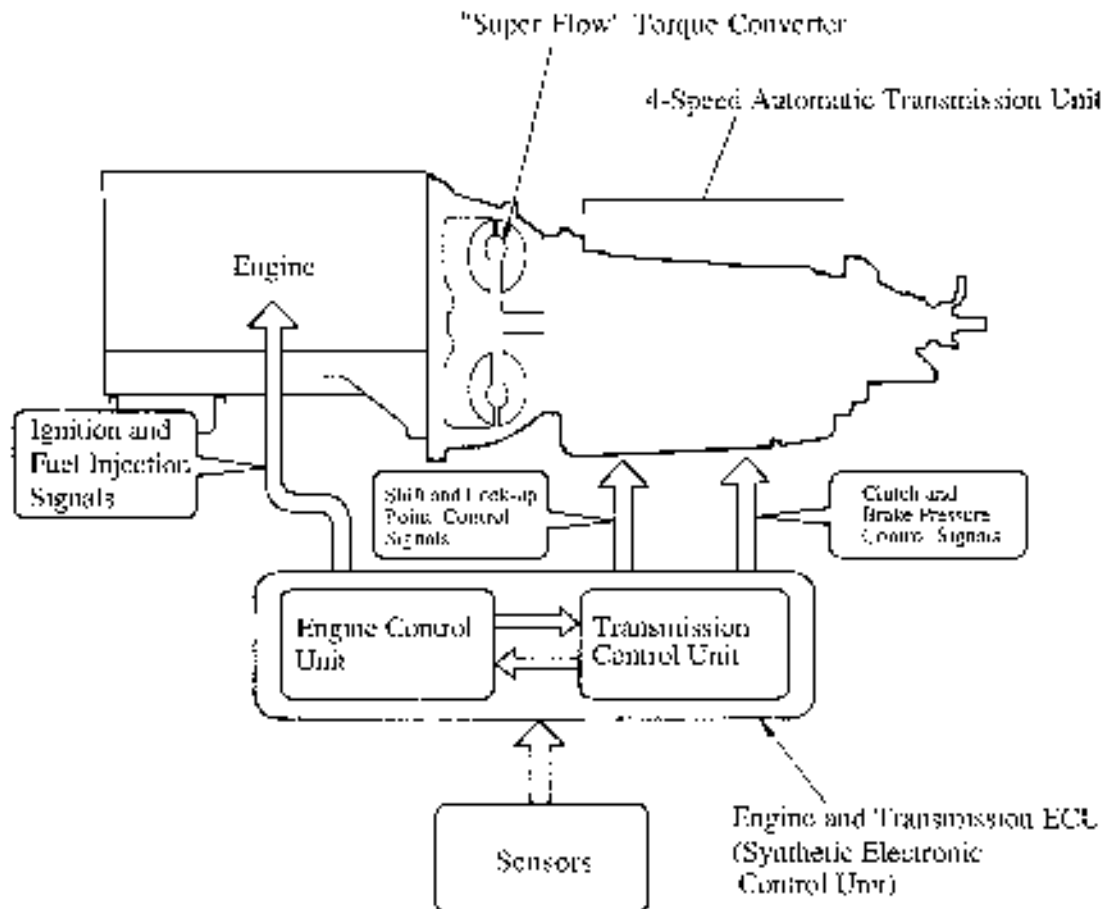 "Super Flow" Torque Converter
4-Speed Automatic Transmission Unit
Engine
Ignition and
Fuel Injection
Signals
Shift and Lock-up
Point Control
Signals
Clutch and
Brake Pressure
Control Signals
Engine Control
Unit
Transmission
Control Unit
Sensors
Engine and Transmission ECU
(Synthetic Electronic
Control Unit)